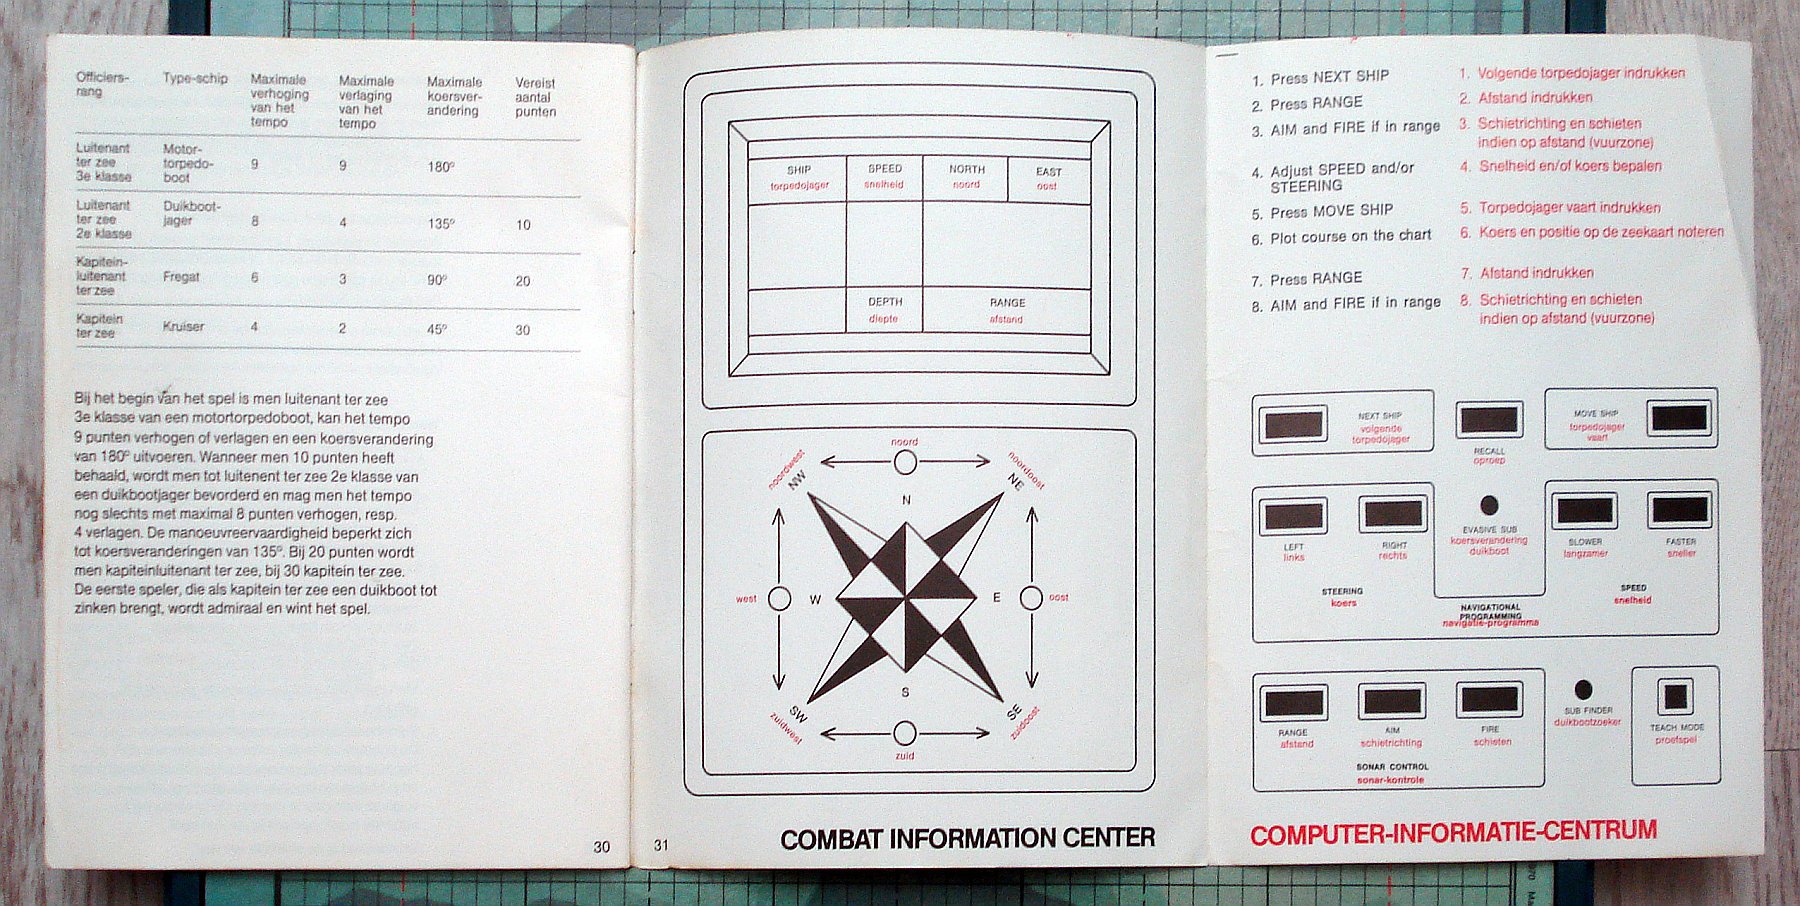 Officiers-
rang
Type-schip
Maximale
verhoging
van het
tempo
Maximale
verlaging
van het
tempo
Maximale
koersver-
andering
Vereist
aantal
punten
Luitenant
ter zee
3e klasse
Motor-
torpedo-
boot
9
9
180°
Luitenant
ter zee
2e klasse
Duikboot-
jager
8
4
135°
10
Kapitein-
luitenant
ter zee
Fregat
6
3
90°
20
Kapitein
ter zee
Kruiser
4
2
45°
30
Bij het begin van het spel is men luitenant ter zee
3e klasse van een motortorpedoboot, kan het tempo
9 punten verhogen of verlagen en een koersverandering
van 180° uitvoeren. Wanneer men 10 punten heeft
behaald, wordt men tot luitenent ter zee 2e klasse van
een duikbootjager bevorderd en mag men het tempo
nog slechts met maximal 8 punten verhogen, resp.
4 verlagen. De manoeuvreervaardigheid beperkt zich
tot koersveranderingen van 135°. Bij 20 punten wordt
men kapiteinluitenant ter zee, bij 30 kapitein ter zee.
De eerste speler, die als kapitein ter zee een duikboot tot
zinken brengt, wordt admiraal en wint het spel.
30
SHIP
torpedojager
SPEED
snelheid
NORTH
noord
EAST
oost
DEPTH
diepte
RANGE
afstand
noord
noordwest
NW
N
NE
noordoost
west
W
E
oost
zuidwest
SW
S
SE
zuidoost
zuid
31
COMBAT INFORMATION CENTER
1. Press NEXT SHIP
2. Press RANGE
3. AIM and FIRE if in range
4. Adjust SPEED and/or
STEERING
5. Press MOVE SHIP
6. Plot course on the chart
7. Press RANGE
8. AIM and FIRE if in range
1. Volgende torpedojager indrukken
2. Afstand indrukken
3. Schietrichting en schieten
indien op afstand (vuurzone)
4. Snelheid en/of koers bepalen
5. Torpedojager vaart indrukken
6. Koers en positie op de zeekaart noteren
7. Afstand indrukken
8. Schietrichting en schieten
indien op afstand (vuurzone)
NEXT SHIP
volgende
torpedojager
RECALL
oproep
MOVE SHIP
torpedojager
vaart
LEFT
links
RIGHT
rechts
STEERING
koers
EVASIVE SUB
koersverandering
duikboot
SLOWER
langzamer
FASTER
sneller
SPEED
snelheid
NAVIGATIONAL
PROGRAMMING
navigatie-programma
RANGE
afstand
AIM
schietrichting
FIRE
schieten
SONAR CONTROL
sonar-kontrole
SUB FINDER
duikbootzoeker
TEACH MODE
proefspel
COMPUTER-INFORMATIE-CENTRUM